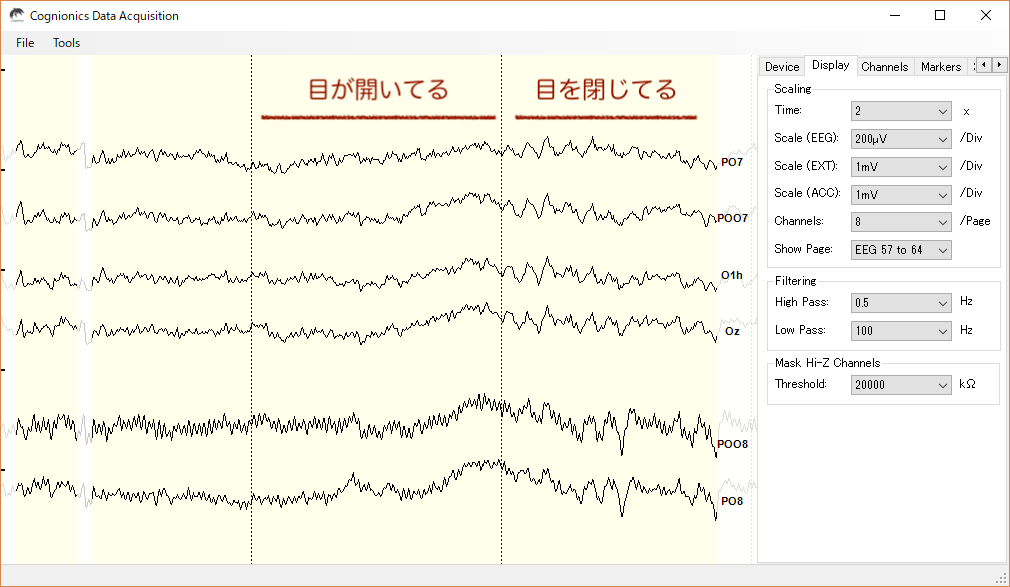 Cognionics Data Acquisition
File Tools
目が開いてる 目を閉じてる
PO7
POO7
O1h
Oz
POO8
PO8
Device Display Channels Markers
Scaling
Time: 2 x
Scale (EEG): 200µV /Div
Scale (EXT): 1mV /Div
Scale (ACC): 1mV /Div
Channels: 8 /Page
Show Page: EEG 57 to 64
Filtering
High Pass: 0.5 Hz
Low Pass: 100 Hz
Mask Hi-Z Channels
Threshold: 20000 kΩ